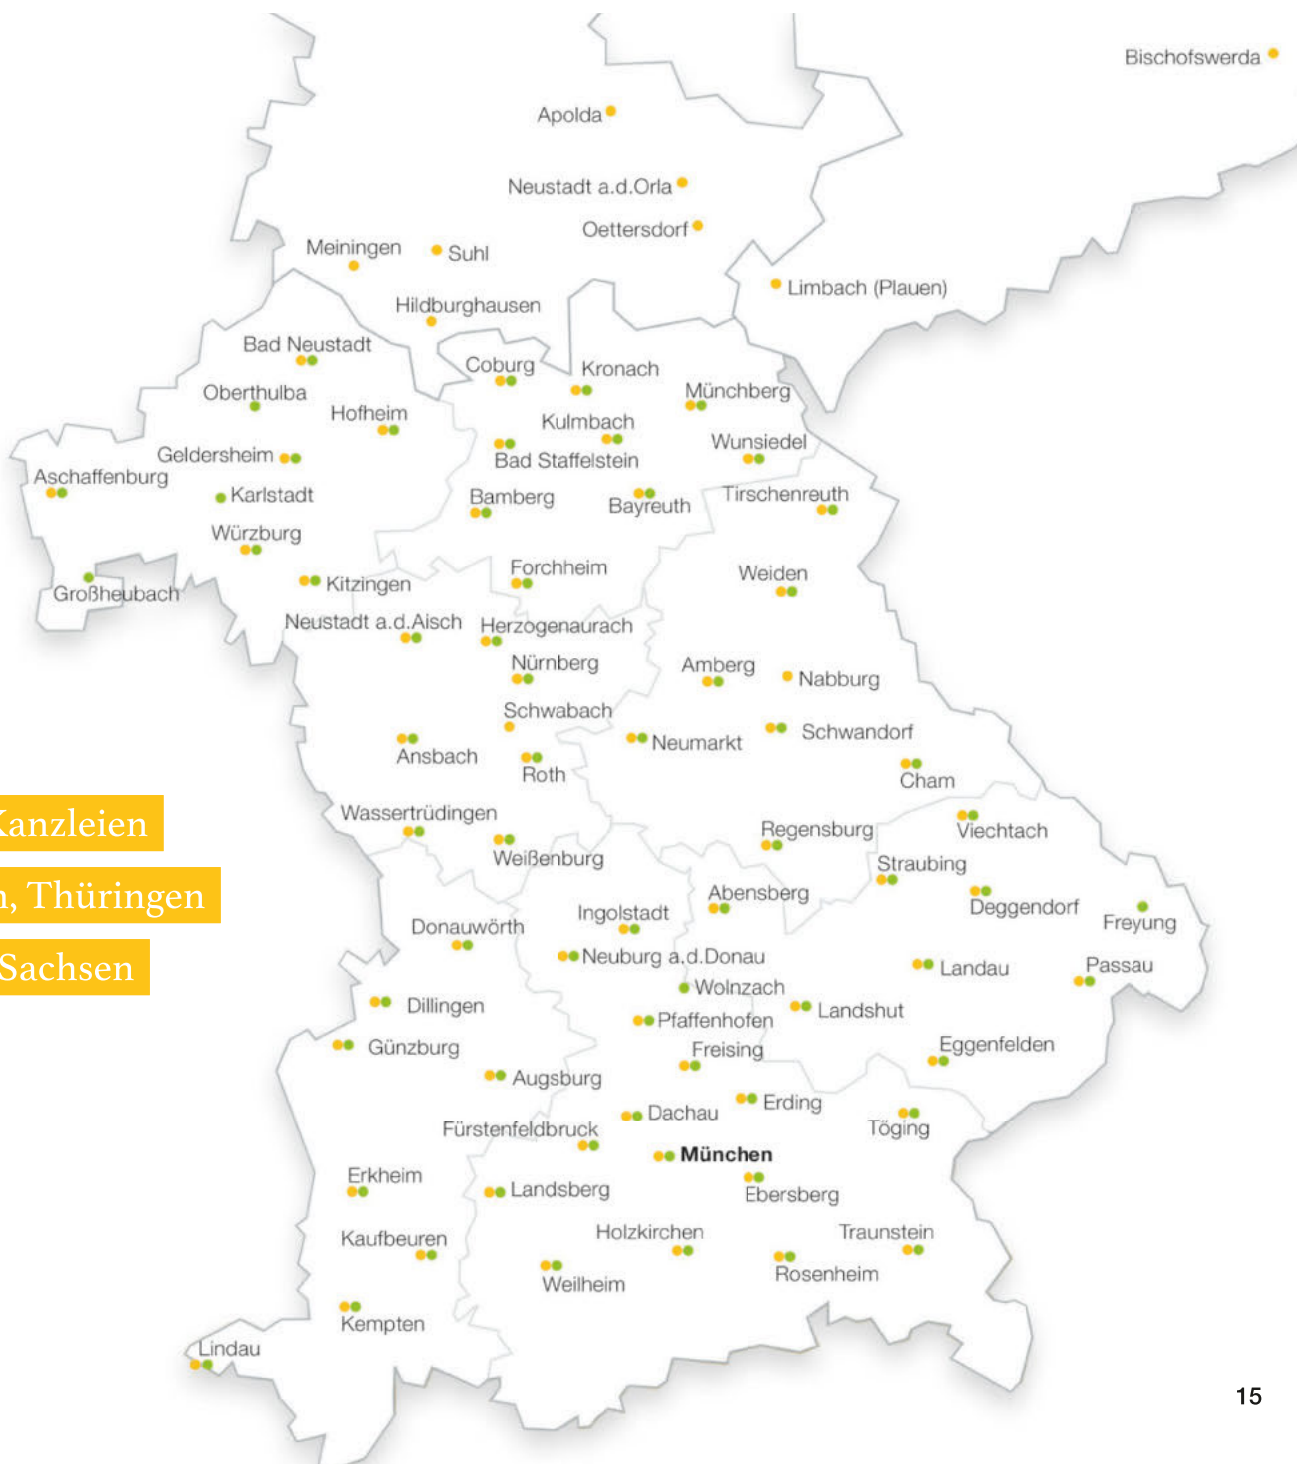 Bischofswerda
Apolda
Neustadt a.d.Orla
Oettersdorf
Meiningen
Suhl
Limbach (Plauen)
Hildburghausen
Bad Neustadt
Coburg
Kronach
Oberthulba
Münchberg
Hofheim
Kulmbach
Wunsiedel
Geldersheim
Bad Staffelstein
Aschaffenburg
Karlstadt
Bamberg
Bayreuth
Tirschenreuth
Würzburg
Forchheim
Weiden
Kitzingen
Großheubach
Neustadt a.d.Aisch
Herzogenaurach
Nürnberg
Amberg
Nabburg
Schwabach
Schwandorf
Neumarkt
Ansbach
Roth
Cham
Wassertrüdingen
Kanzleien
Regensburg
Viechtach
Weißenburg
Straubing
Thüringen
Abensberg
Deggendorf
Ingolstadt
Freyung
Donauwörth
Neuburg a.d.Donau
Sachsen
Landau
Passau
Wolnzach
Dillingen
Landshut
Pfaffenhofen
Günzburg
Freising
Eggenfelden
Augsburg
Erding
Dachau
Fürstenfeldbruck
Töging
München
Erkheim
Landsberg
Ebersberg
Kaufbeuren
Holzkirchen
Traunstein
Rosenheim
Weilheim
Kempten
Lindau
15